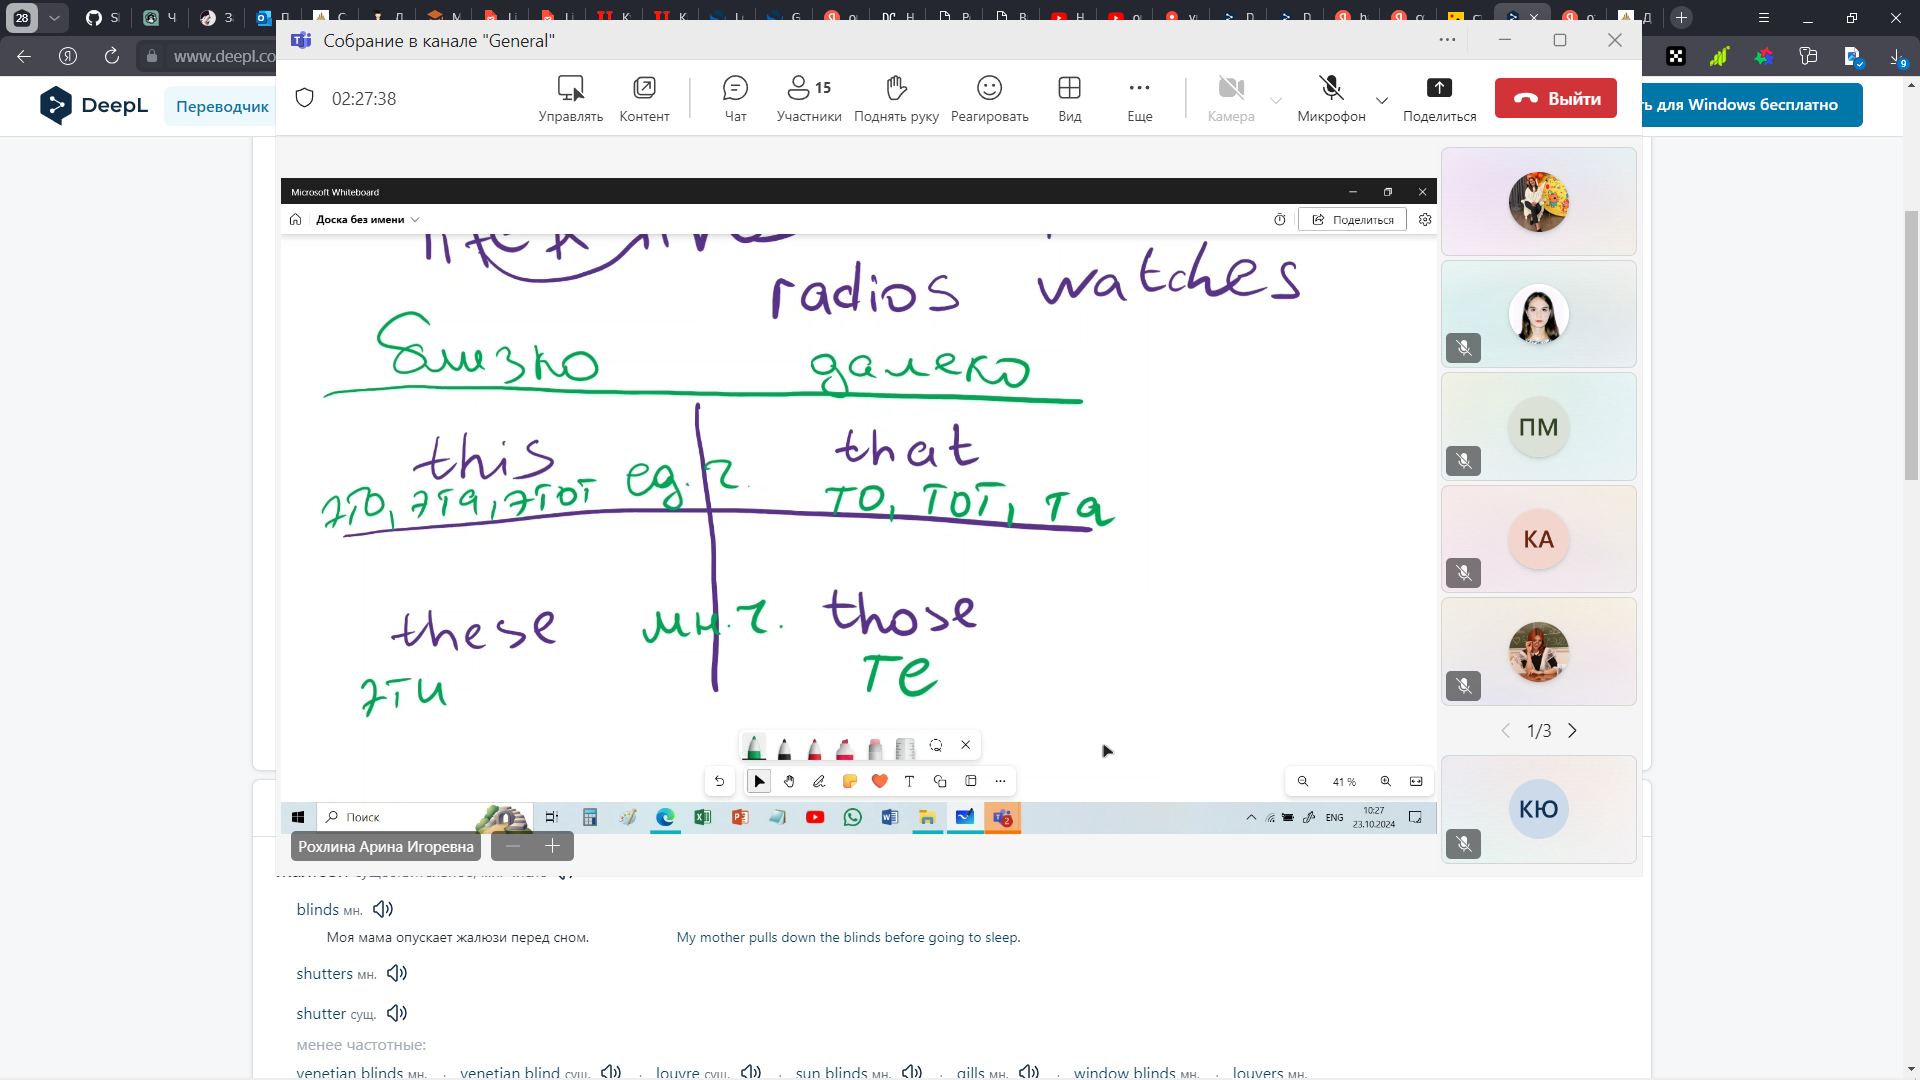 28
www.deepl.co
DeepL
Переводчик
ть для Windows бесплатно
Собрание в канале "General"
02:27:38
Управлять
Контент
Чат
15
Участники
Поднять руку
Реагировать
Вид
Еще
Камера
Микрофон
Поделиться
Выйти
Microsoft Whiteboard
Доска без имени
Поделиться
radios watches
близко далеко
this ед. ч. that
это, эта, этот то, тот, та
these мн. ч. those
эти те
41 %
Поиск
ENG
10:27
23.10.2024
Рохлина Арина Игоревна
ПМ
КА
1/3
КЮ
9
blinds мн.
Моя мама опускает жалюзи перед сном. My mother pulls down the blinds before going to sleep.
shutters мн.
shutter сущ.
менее частотные:
venetian blinds мн. · venetian blind сущ. · louvre сущ. · sun blinds мн. · gills мн. · window blinds мн. · louvers мн.